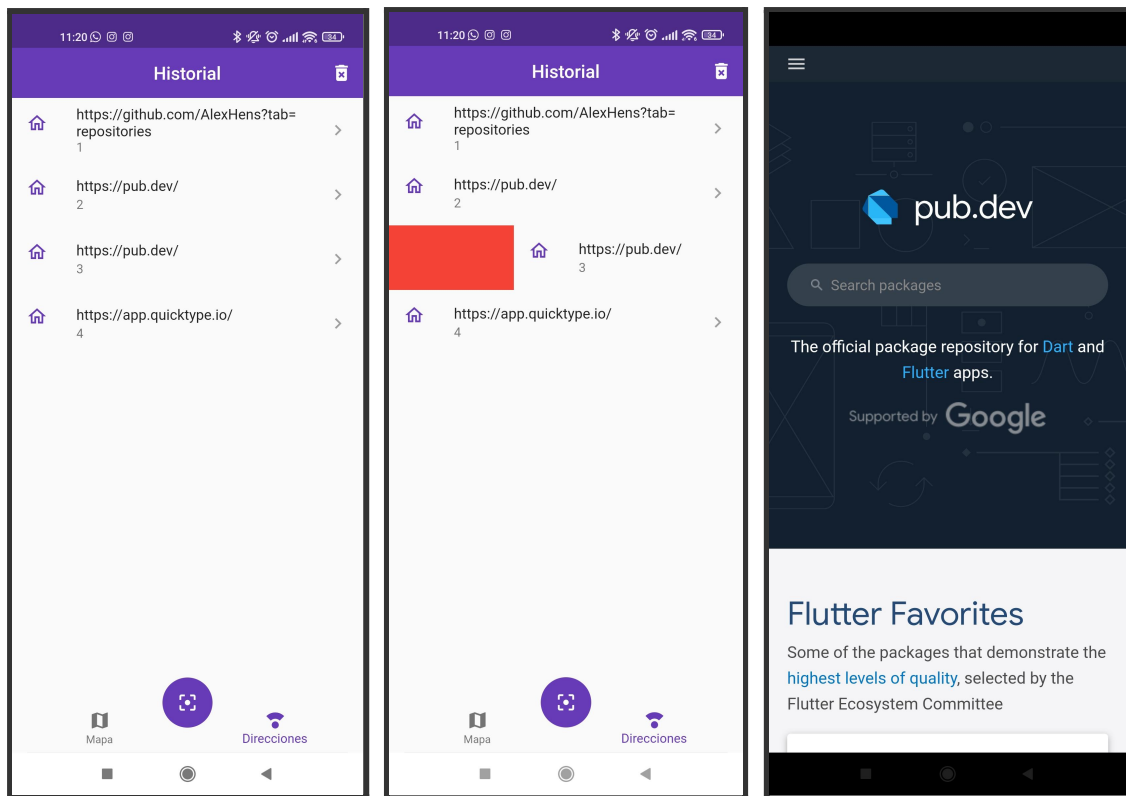 11:20
34
Historial
https://github.com/AlexHens?tab=
repositories
1
https://pub.dev/
2
https://pub.dev/
3
https://app.quicktype.io/
4
Mapa
Direcciones
11:20
34
Historial
https://github.com/AlexHens?tab=
repositories
1
https://pub.dev/
2
https://pub.dev/
3
https://app.quicktype.io/
4
Mapa
Direcciones
pub.dev
Search packages
The official package repository for Dart and
Flutter apps.
Supported by Google
Flutter Favorites
Some of the packages that demonstrate the
highest levels of quality, selected by the
Flutter Ecosystem Committee